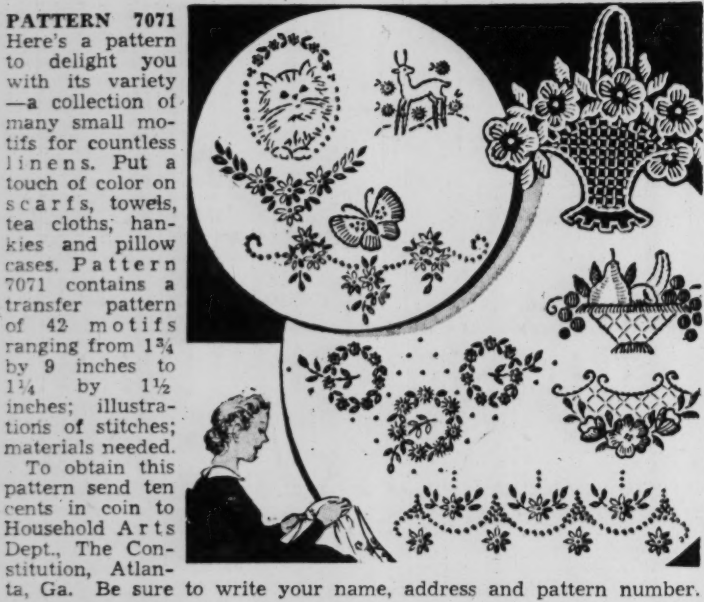 PATTERN 7071
Here's a pattern
to delight you
with its variety
—a collection of
many small mo-
tifs for countless
linens. Put a
touch of color on
scarfs, towels,
tea cloths, han-
kies and pillow
cases. Pattern
7071 contains a
transfer pattern
of 42 motifs
ranging from 1¾
by 9 inches to
1¼ by 1½
inches; illustra-
tions of stitches;
materials needed.
To obtain this
pattern send ten
cents in coin to
Household Arts
Dept., The Con-
stitution, Atlan-
ta, Ga. Be sure to write your name, address and pattern number.